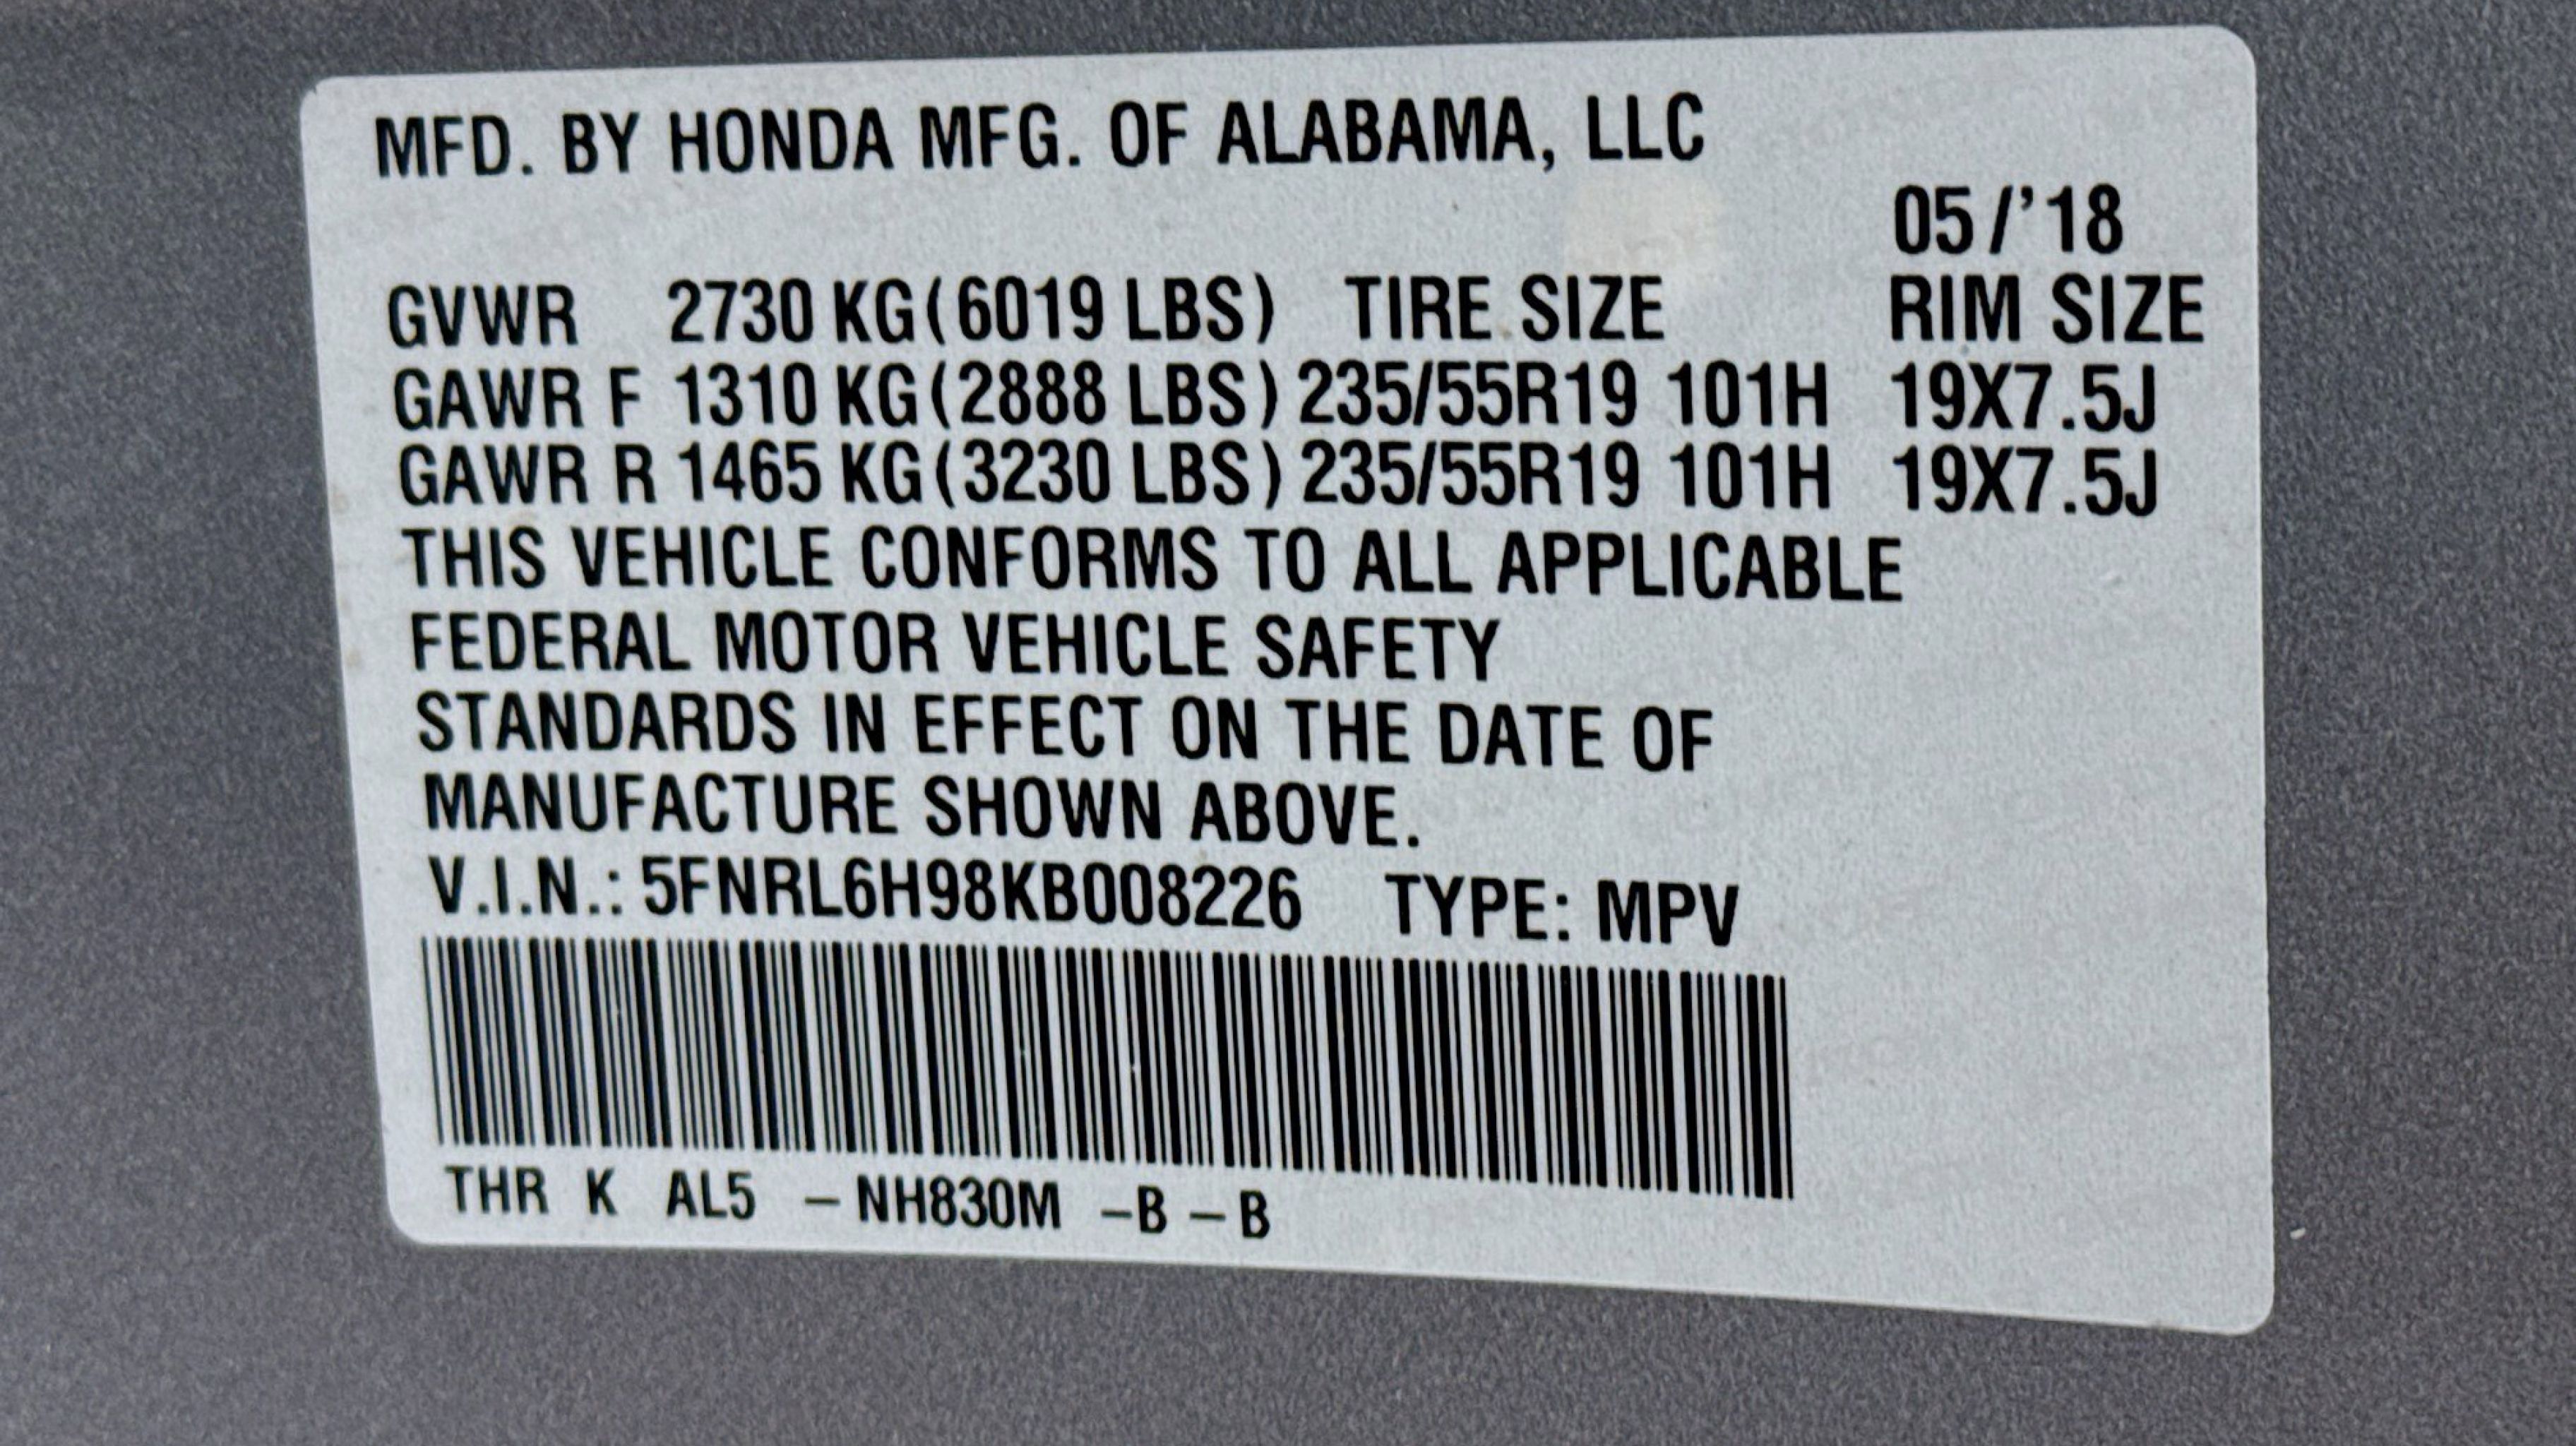 MFD. BY HONDA MFG. OF ALABAMA, LLC
05/'18
GVWR 2730 KG(6019 LBS) TIRE SIZE RIM SIZE
GAWR F 1310 KG(2888 LBS) 235/55R19 101H 19X7.5J
GAWR R 1465 KG(3230 LBS) 235/55R19 101H 19X7.5J
THIS VEHICLE CONFORMS TO ALL APPLICABLE
FEDERAL MOTOR VEHICLE SAFETY
STANDARDS IN EFFECT ON THE DATE OF
MANUFACTURE SHOWN ABOVE.
V.I.N.: 5FNRL6H98KB008226 TYPE: MPV
THR K AL5 – NH830M –B – B